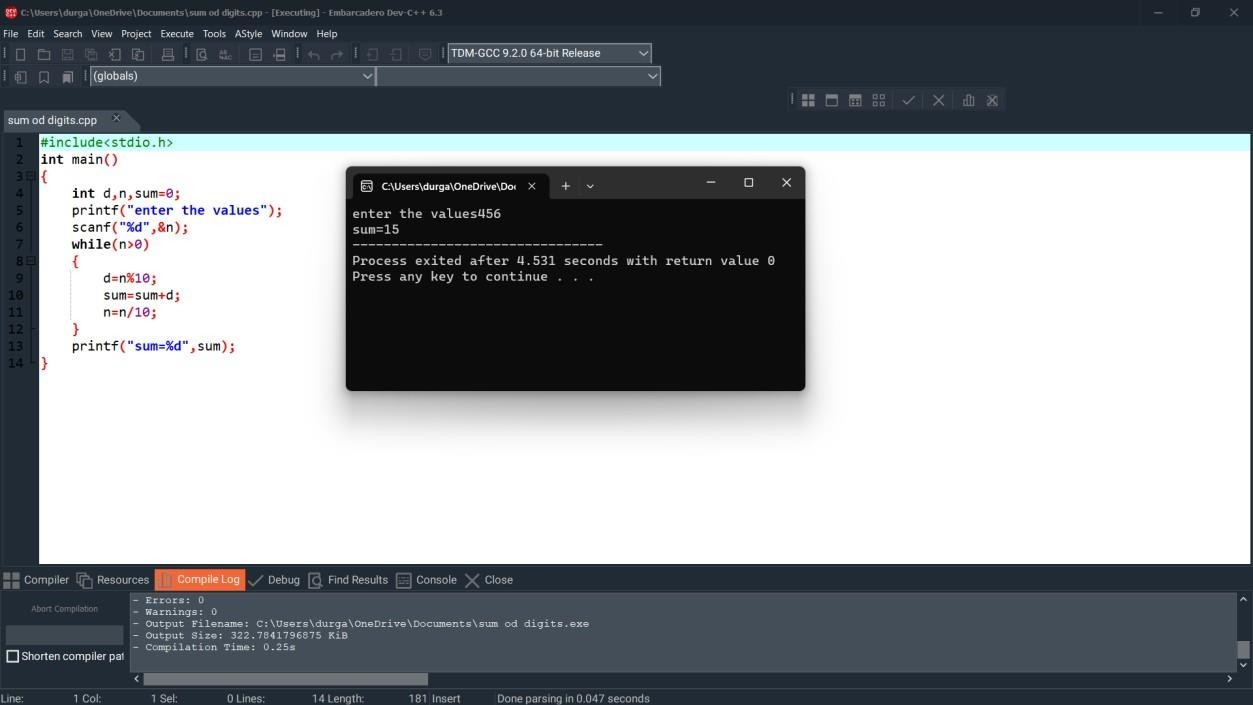 C:\Users\durga\OneDrive\Documents\sum od digits.cpp - [Executing] - Embarcadero Dev-C++ 6.3
File Edit Search View Project Execute Tools AStyle Window Help
TDM-GCC 9.2.0 64-bit Release
(globals)
sum od digits.cpp
1 #include<stdio.h>
2 int main()
3 {
4 int d,n,sum=0;
5 printf("enter the values");
6 scanf("%d",&n);
7 while(n>0)
8 {
9 d=n%10;
10 sum=sum+d;
11 n=n/10;
12 }
13 printf("sum=%d",sum);
14 }
C:\Users\durga\OneDrive\Doc
enter the values456
sum=15
--------------------------------
Process exited after 4.531 seconds with return value 0
Press any key to continue . . .
Compiler Resources Compile Log Debug Find Results Console Close
Abort Compilation
Shorten compiler pat
- Errors: 0
- Warnings: 0
- Output Filename: C:\Users\durga\OneDrive\Documents\sum od digits.exe
- Output Size: 322.7841796875 KiB
- Compilation Time: 0.25s
Line: 1 Col: 1 Sel: 0 Lines: 14 Length: 181 Insert Done parsing in 0.047 seconds